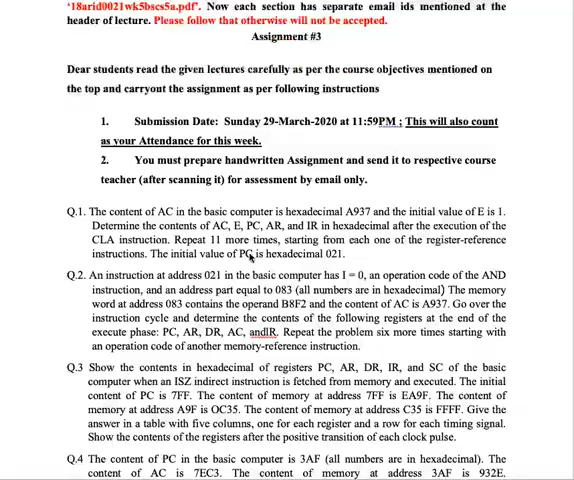 '18arid0021wk5bscs5a.pdf'. Now each section has separate email ids mentioned at the
header of lecture. Please follow that otherwise will not be accepted.
Assignment #3
Dear students read the given lectures carefully as per the course objectives mentioned on
the top and carryout the assignment as per following instructions
1. Submission Date: Sunday 29-March-2020 at 11:59PM ; This will also count
as your Attendance for this week.
2. You must prepare handwritten Assignment and send it to respective course
teacher (after scanning it) for assessment by email only.
Q.1. The content of AC in the basic computer is hexadecimal A937 and the initial value of E is 1.
Determine the contents of AC, E, PC, AR, and IR in hexadecimal after the execution of the
CLA instruction. Repeat 11 more times, starting from each one of the register-reference
instructions. The initial value of PC is hexadecimal 021.
Q.2. An instruction at address 021 in the basic computer has I = 0, an operation code of the AND
instruction, and an address part equal to 083 (all numbers are in hexadecimal) The memory
word at address 083 contains the operand B8F2 and the content of AC is A937. Go over the
instruction cycle and determine the contents of the following registers at the end of the
execute phase: PC, AR, DR, AC, andIR. Repeat the problem six more times starting with
an operation code of another memory-reference instruction.
Q.3 Show the contents in hexadecimal of registers PC, AR, DR, IR, and SC of the basic
computer when an ISZ indirect instruction is fetched from memory and executed. The initial
content of PC is 7FF. The content of memory at address 7FF is EA9F. The content of
memory at address A9F is OC35. The content of memory at address C35 is FFFF. Give the
answer in a table with five columns, one for each register and a row for each timing signal.
Show the contents of the registers after the positive transition of each clock pulse.
Q.4 The content of PC in the basic computer is 3AF (all numbers are in hexadecimal). The
content of AC is 7EC3. The content of memory at address 3AF is 932E.